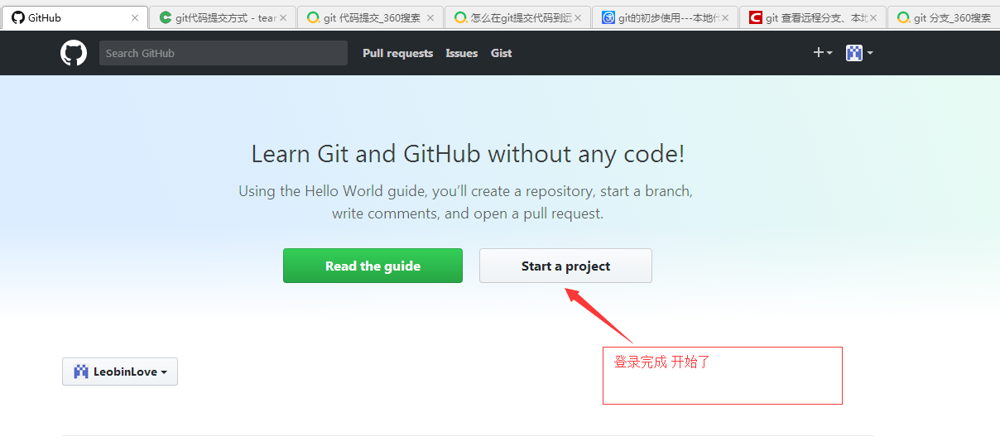 GitHub
git代码提交方式 - tear
git 代码提交_360搜索
怎么在git提交代码到远
git的初步使用---本地代
git 查看远程分支、本地
git 分支_360搜索
Search GitHub
Pull requests
Issues
Gist
Learn Git and GitHub without any code!
Using the Hello World guide, you’ll create a repository, start a branch,
write comments, and open a pull request.
Read the guide
Start a project
登录完成 开始了
LeobinLove